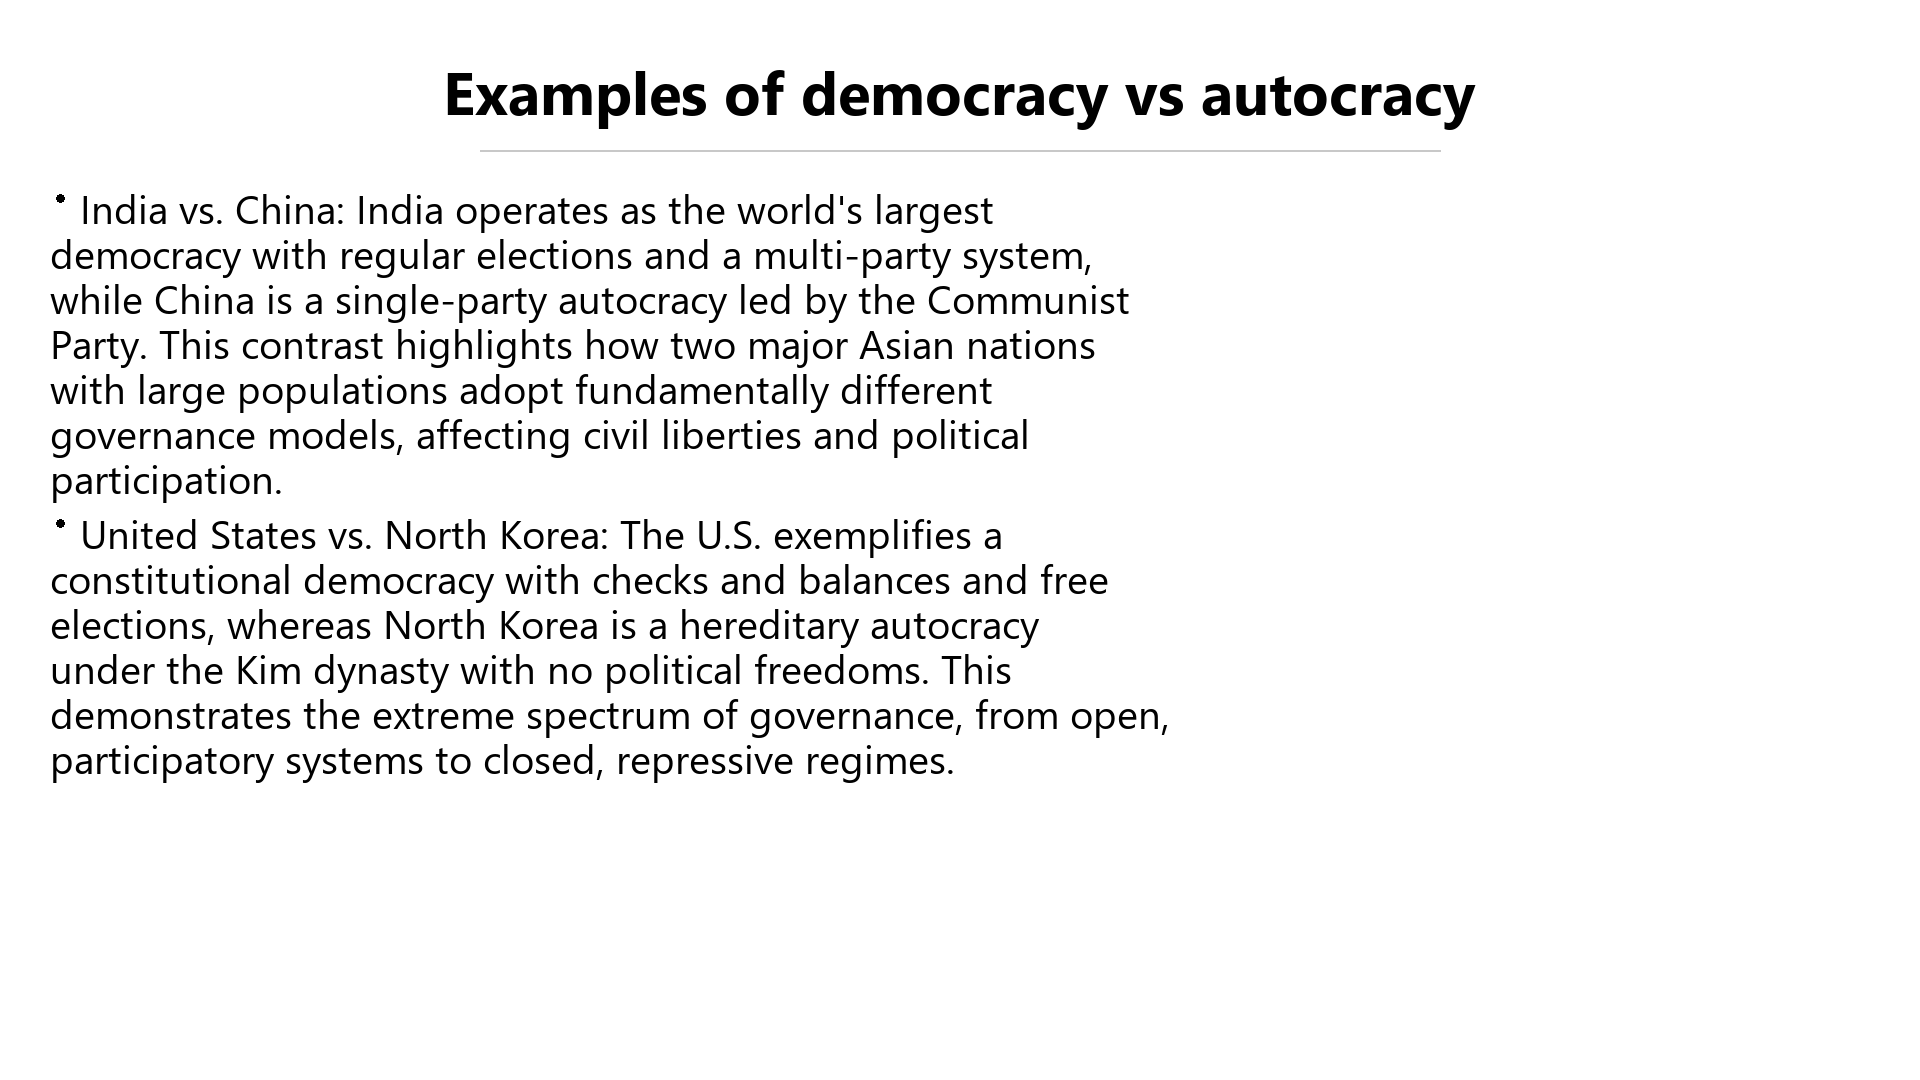 Examples of democracy vs autocracy
• India vs. China: India operates as the world's largest
democracy with regular elections and a multi-party system,
while China is a single-party autocracy led by the Communist
Party. This contrast highlights how two major Asian nations
with large populations adopt fundamentally different
governance models, affecting civil liberties and political
participation.
• United States vs. North Korea: The U.S. exemplifies a
constitutional democracy with checks and balances and free
elections, whereas North Korea is a hereditary autocracy
under the Kim dynasty with no political freedoms. This
demonstrates the extreme spectrum of governance, from open,
participatory systems to closed, repressive regimes.